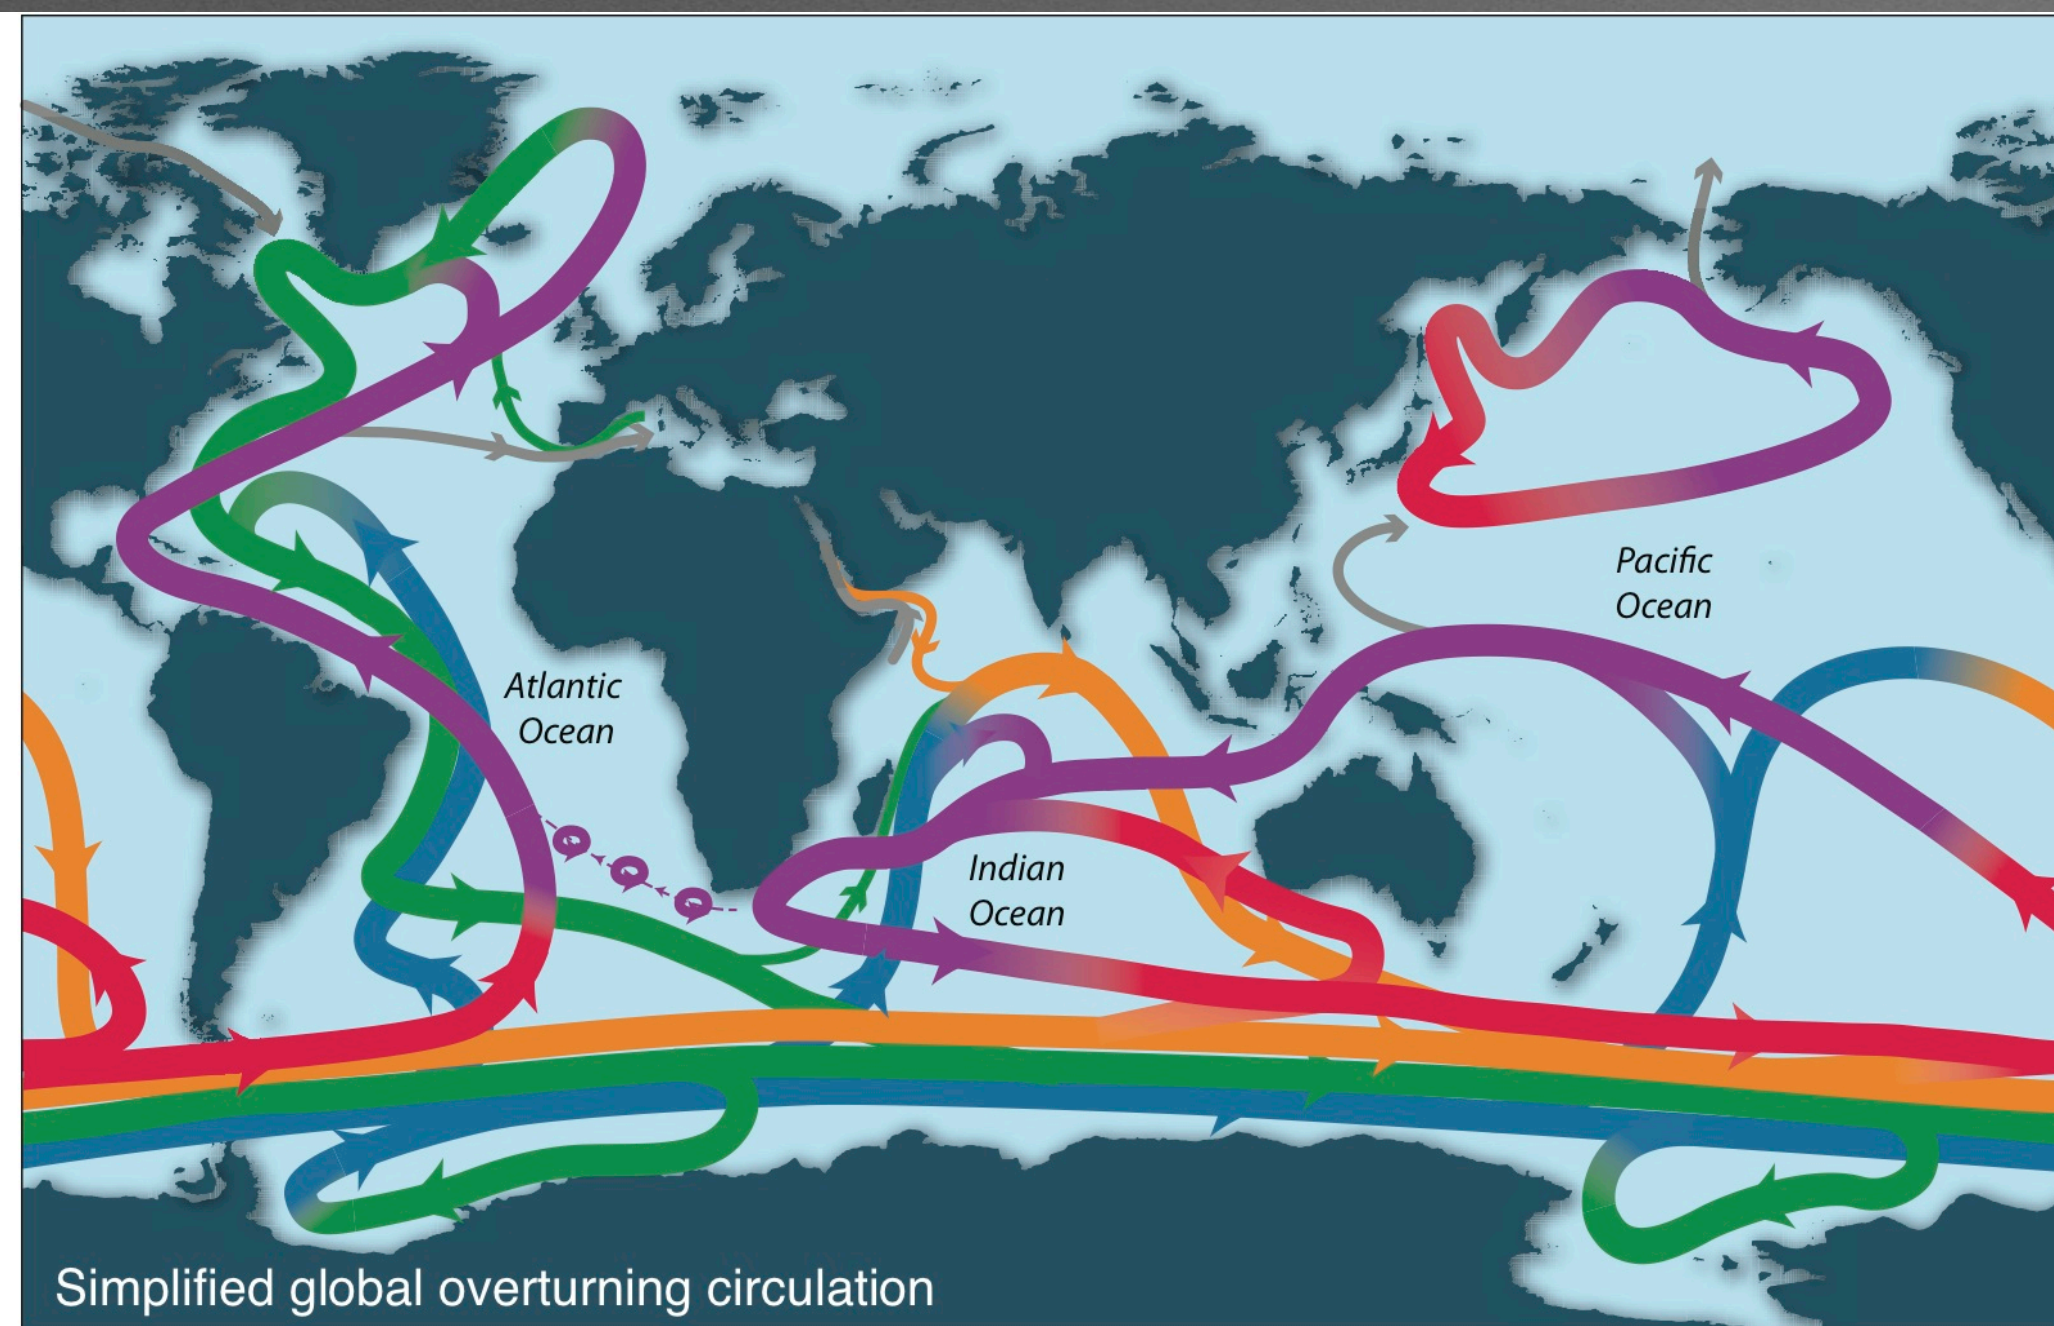 Pacific
Ocean
Atlantic
Ocean
Indian
Ocean
Simplified global overturning circulation